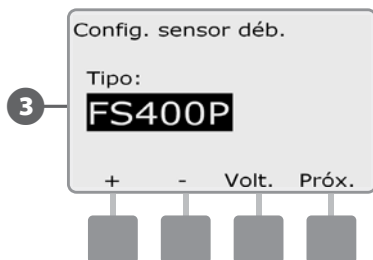 Config. sensor déb.
Tipo:
3
FS400P
+ - Volt. Próx.